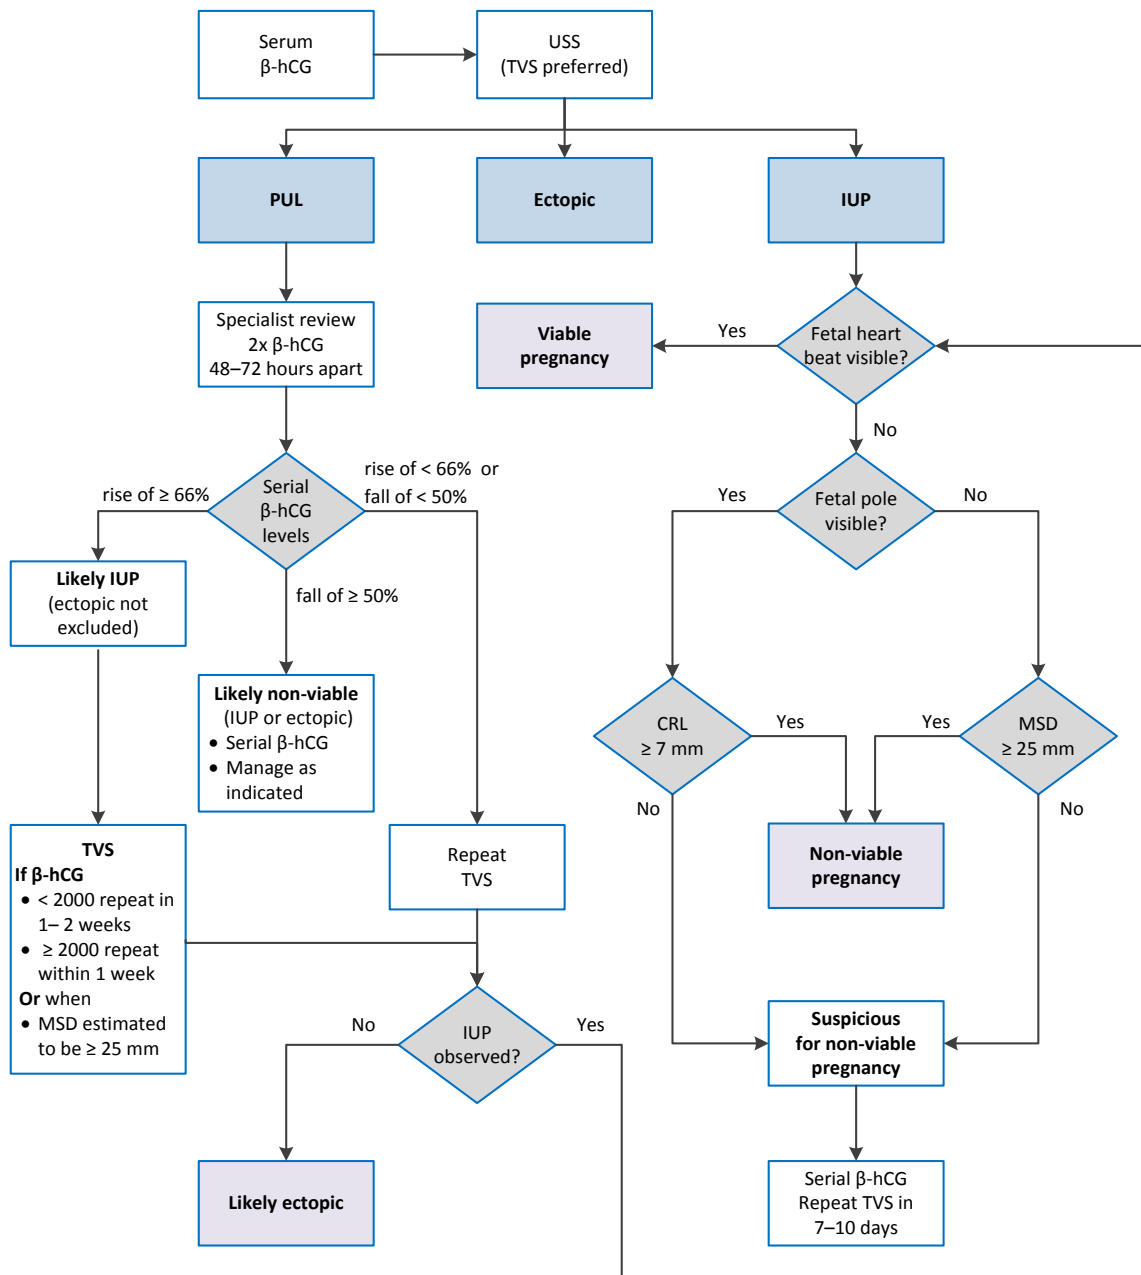 Serum
β-hCG
USS
(TVS preferred)
PUL
Ectopic
IUP
Specialist review
2x β-hCG
48–72 hours apart
Viable
pregnancy
Yes
Fetal heart
beat visible?
No
rise of ≥ 66%
Serial
β-hCG
levels
rise of < 66%  or
fall of < 50%
Yes
Fetal pole
visible?
No
Likely IUP
(ectopic not
excluded)
fall of ≥ 50%
Likely non-viable
(IUP or ectopic)
• Serial β-hCG
• Manage as
indicated
CRL
≥ 7 mm
Yes
No
Yes
MSD
≥ 25 mm
No
Non-viable
pregnancy
TVS
If β-hCG
• < 2000 repeat in
1– 2 weeks
• ≥ 2000 repeat
within 1 week
Or when
• MSD estimated
to be ≥ 25 mm
Repeat
TVS
No
IUP
observed?
Yes
Suspicious
for non-viable
pregnancy
Likely ectopic
Serial β-hCG
Repeat TVS in
7–10 days